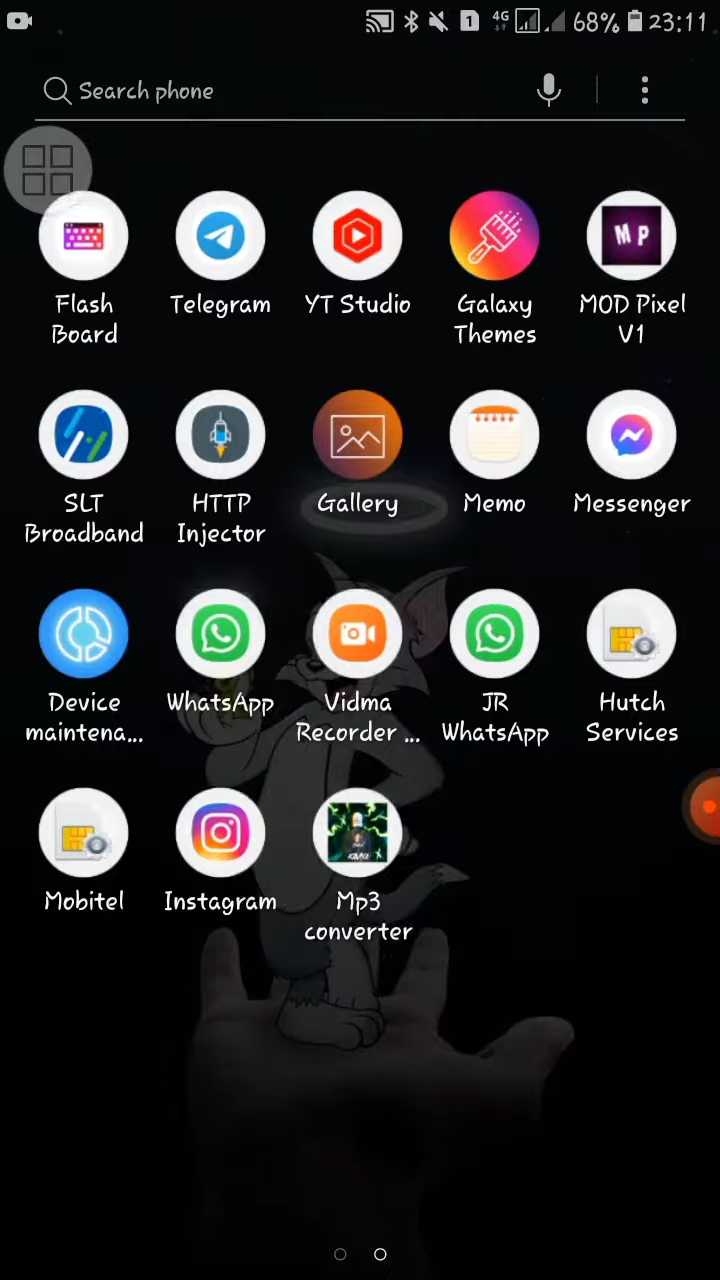 4G 68% 23:11
Search phone
Flash Board
Telegram
YT Studio
Galaxy Themes
M P
MOD Pixel V1
SLT Broadband
HTTP Injector
Gallery
Memo
Messenger
Device maintena...
WhatsApp
Vidma Recorder ...
JR WhatsApp
Hutch Services
Mobitel
Instagram
Mp3 converter